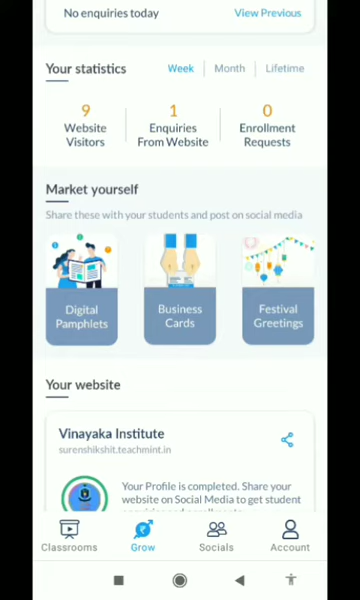 No enquiries today
View Previous
Your statistics
Week
Month
Lifetime
9
Website
Visitors
1
Enquiries
From Website
0
Enrollment
Requests
Market yourself
Share these with your students and post on social media
Digital
Pamphlets
Business
Cards
Festival
Greetings
Your website
Vinayaka Institute
surenshikshit.teachmint.in
Your Profile is completed. Share your
website on Social Media to get student
Classrooms
Grow
Socials
Account